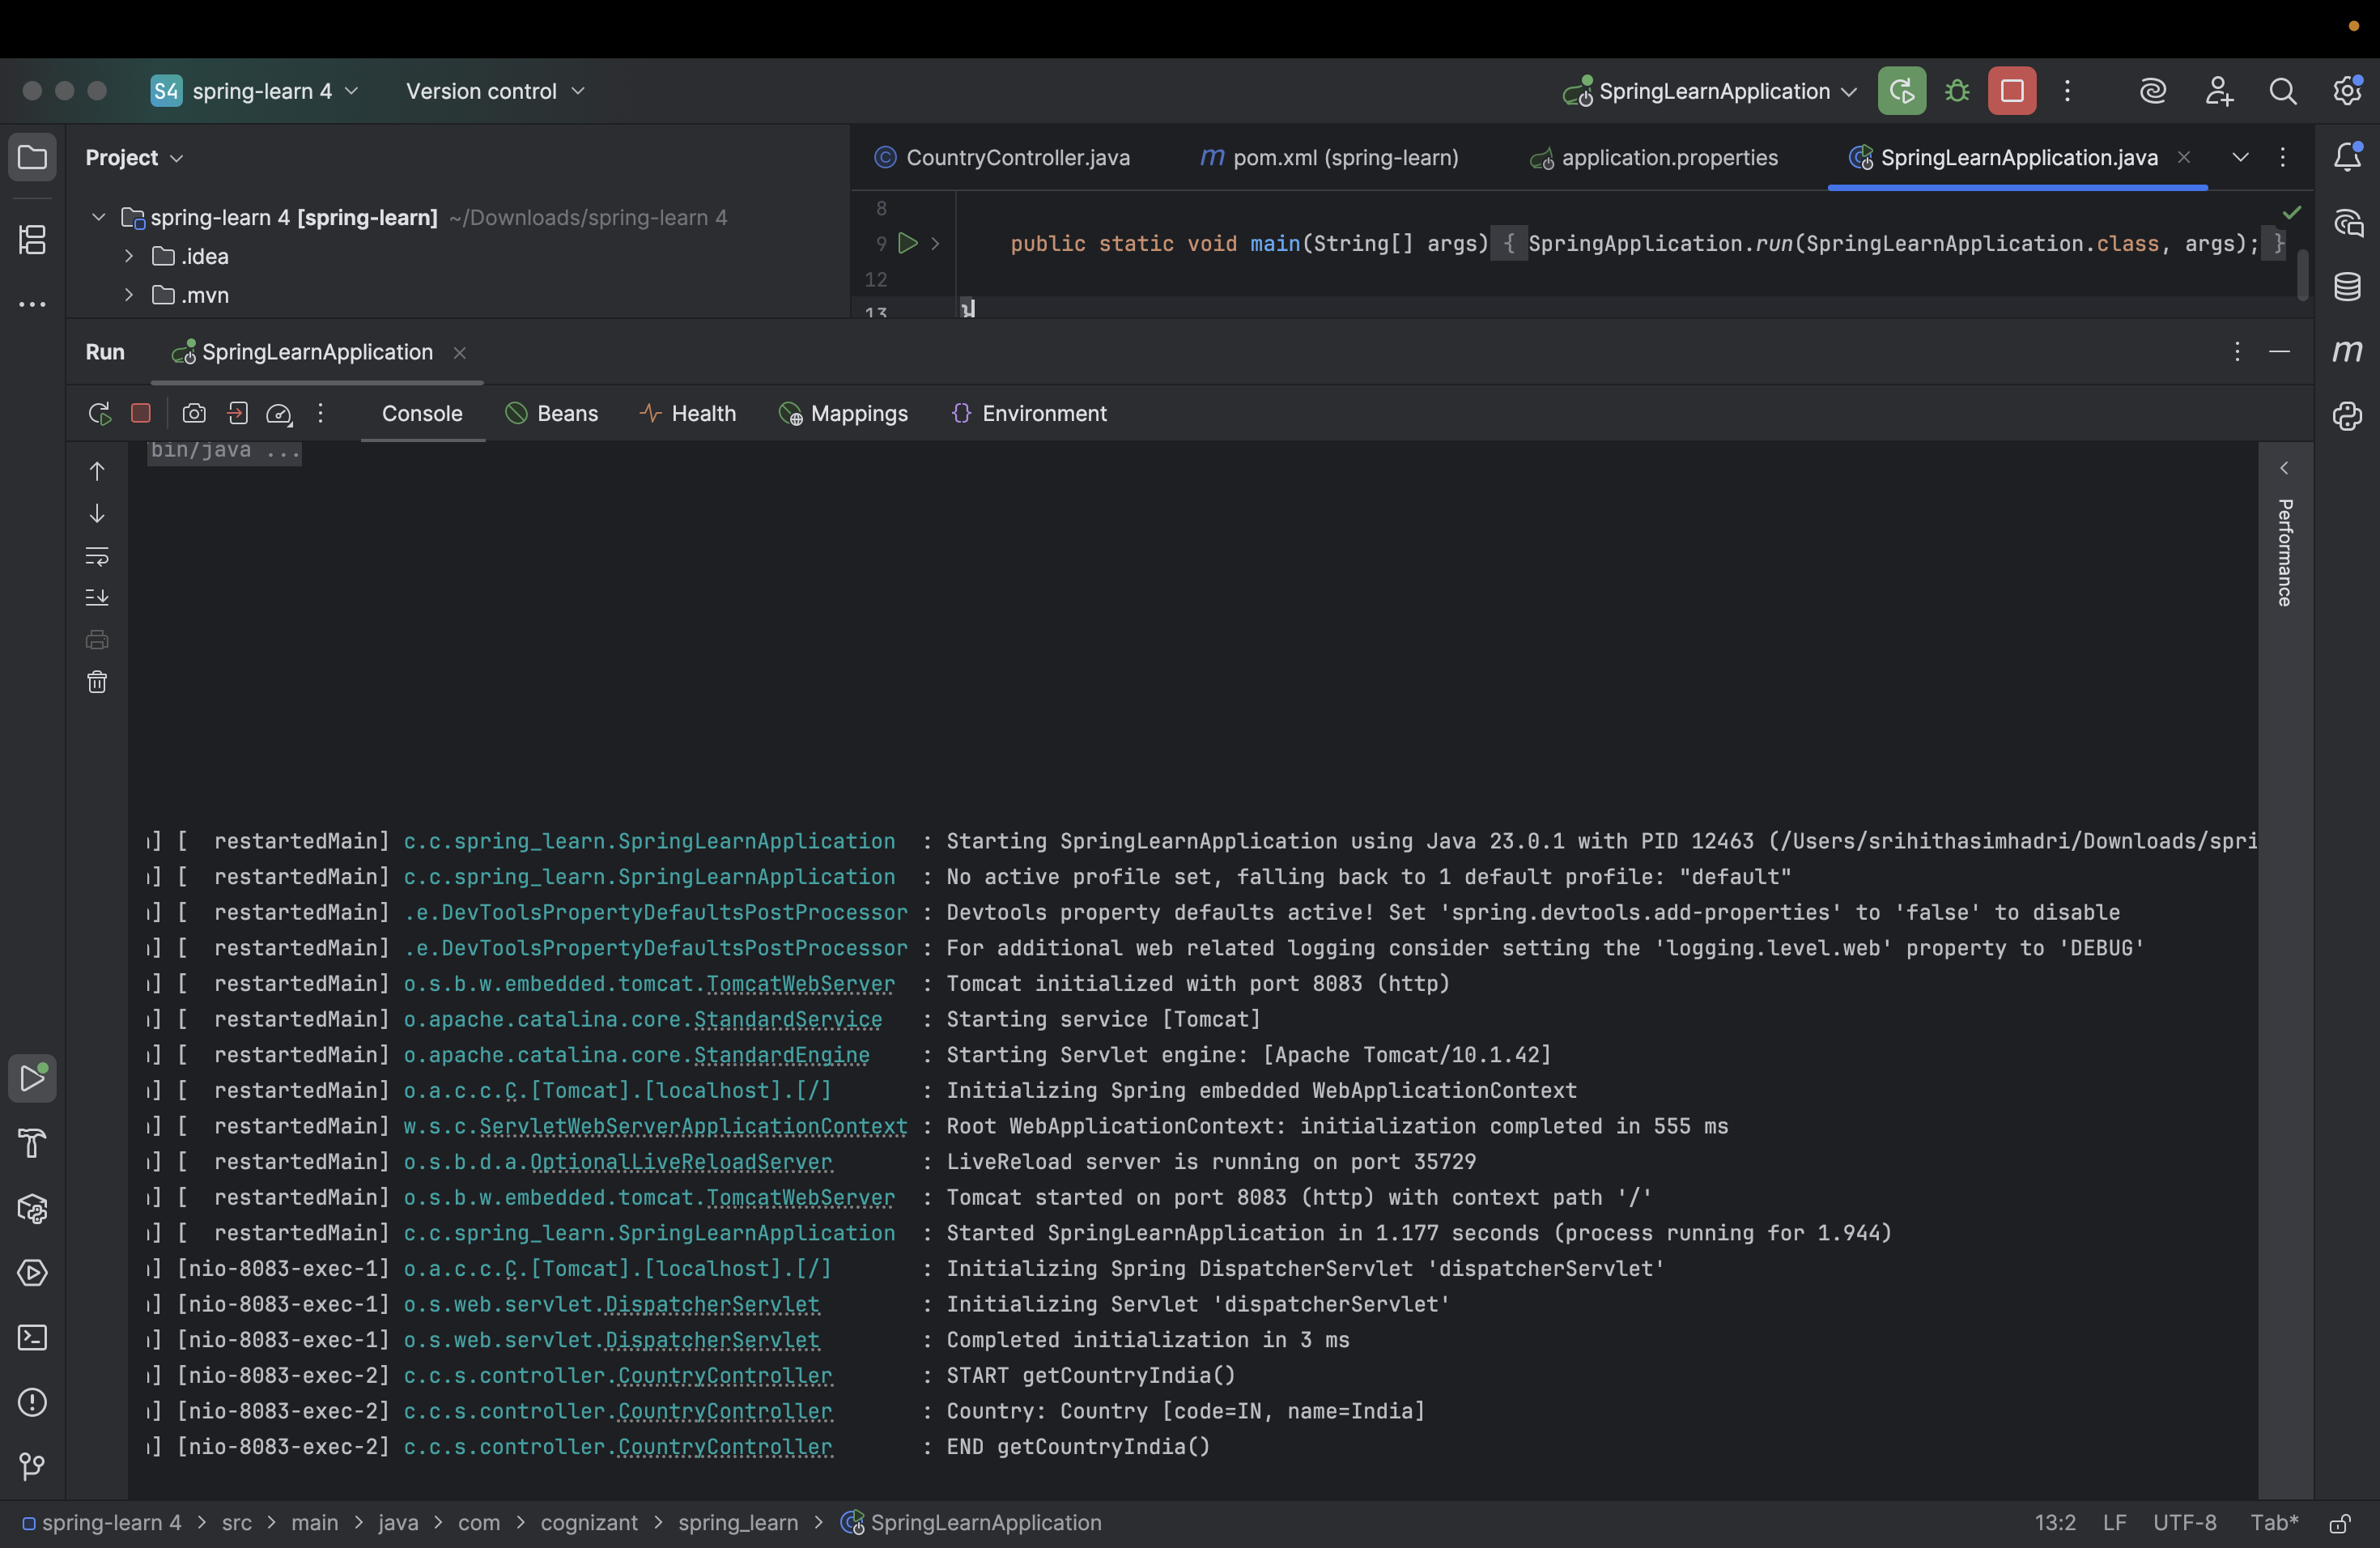 S4 spring-learn 4 Version control SpringLearnApplication
Project
CountryController.java m pom.xml (spring-learn) application.properties SpringLearnApplication.java
spring-learn 4 [spring-learn] ~/Downloads/spring-learn 4
.idea
.mvn
8
9 public static void main(String[] args) { SpringApplication.run(SpringLearnApplication.class, args); }
12
13 }
Run SpringLearnApplication
Console Beans Health Mappings Environment
bin/java ...
Performance
] [  restartedMain] c.c.spring_learn.SpringLearnApplication : Starting SpringLearnApplication using Java 23.0.1 with PID 12463 (/Users/srihithasimhadri/Downloads/spri
] [  restartedMain] c.c.spring_learn.SpringLearnApplication : No active profile set, falling back to 1 default profile: "default"
] [  restartedMain] .e.DevToolsPropertyDefaultsPostProcessor : Devtools property defaults active! Set 'spring.devtools.add-properties' to 'false' to disable
] [  restartedMain] .e.DevToolsPropertyDefaultsPostProcessor : For additional web related logging consider setting the 'logging.level.web' property to 'DEBUG'
] [  restartedMain] o.s.b.w.embedded.tomcat.TomcatWebServer : Tomcat initialized with port 8083 (http)
] [  restartedMain] o.apache.catalina.core.StandardService : Starting service [Tomcat]
] [  restartedMain] o.apache.catalina.core.StandardEngine : Starting Servlet engine: [Apache Tomcat/10.1.42]
] [  restartedMain] o.a.c.c.C.[Tomcat].[localhost].[/] : Initializing Spring embedded WebApplicationContext
] [  restartedMain] w.s.c.ServletWebServerApplicationContext : Root WebApplicationContext: initialization completed in 555 ms
] [  restartedMain] o.s.b.d.a.OptionalLiveReloadServer : LiveReload server is running on port 35729
] [  restartedMain] o.s.b.w.embedded.tomcat.TomcatWebServer : Tomcat started on port 8083 (http) with context path '/'
] [  restartedMain] c.c.spring_learn.SpringLearnApplication : Started SpringLearnApplication in 1.177 seconds (process running for 1.944)
] [nio-8083-exec-1] o.a.c.c.C.[Tomcat].[localhost].[/] : Initializing Spring DispatcherServlet 'dispatcherServlet'
] [nio-8083-exec-1] o.s.web.servlet.DispatcherServlet : Initializing Servlet 'dispatcherServlet'
] [nio-8083-exec-1] o.s.web.servlet.DispatcherServlet : Completed initialization in 3 ms
] [nio-8083-exec-2] c.c.s.controller.CountryController : START getCountryIndia()
] [nio-8083-exec-2] c.c.s.controller.CountryController : Country: Country [code=IN, name=India]
] [nio-8083-exec-2] c.c.s.controller.CountryController : END getCountryIndia()
spring-learn 4 > src > main > java > com > cognizant > spring_learn > SpringLearnApplication 13:2 LF UTF-8 Tab*